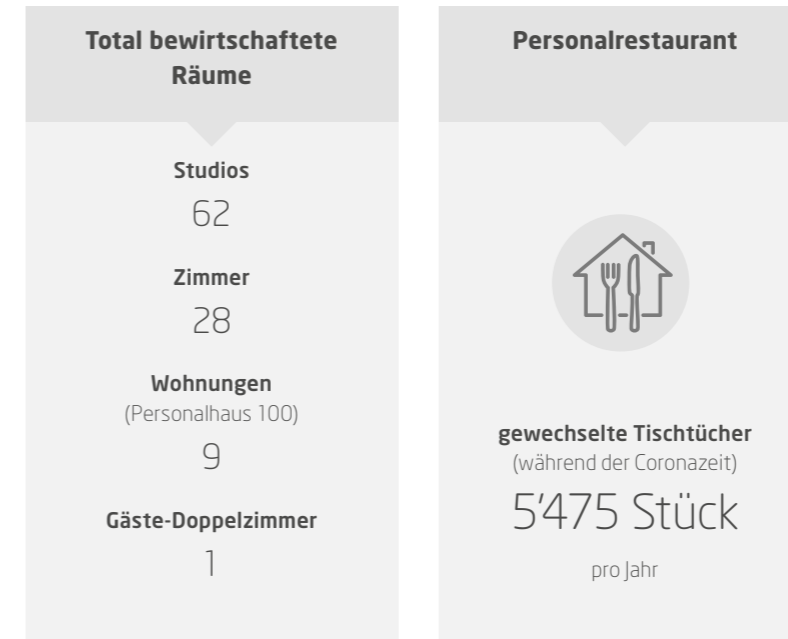 Total bewirtschaftete
Räume
Studios
62
Zimmer
28
Wohnungen
(Personalhaus 100)
9
Gäste-Doppelzimmer
1
Personalrestaurant
gewechselte Tischtücher
(während der Coronazeit)
5’475 Stück
pro Jahr